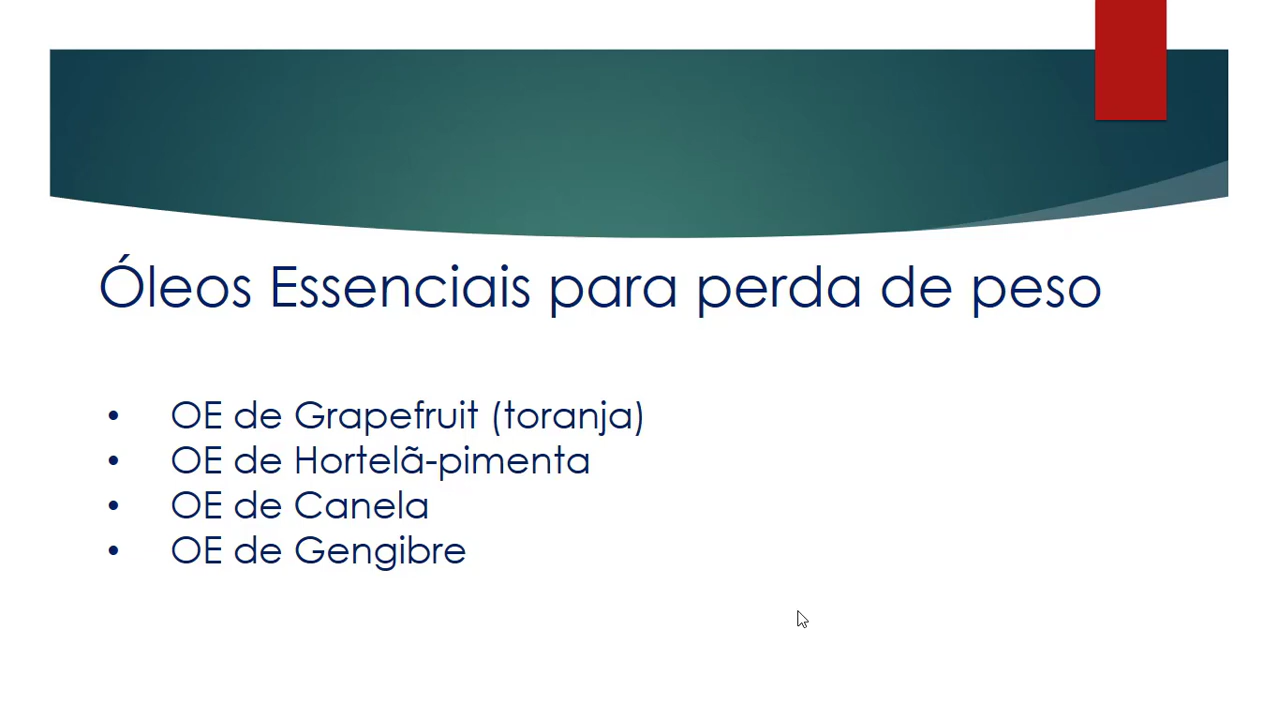 Óleos Essenciais para perda de peso
• OE de Grapefruit (toranja)
• OE de Hortelã-pimenta
• OE de Canela
• OE de Gengibre